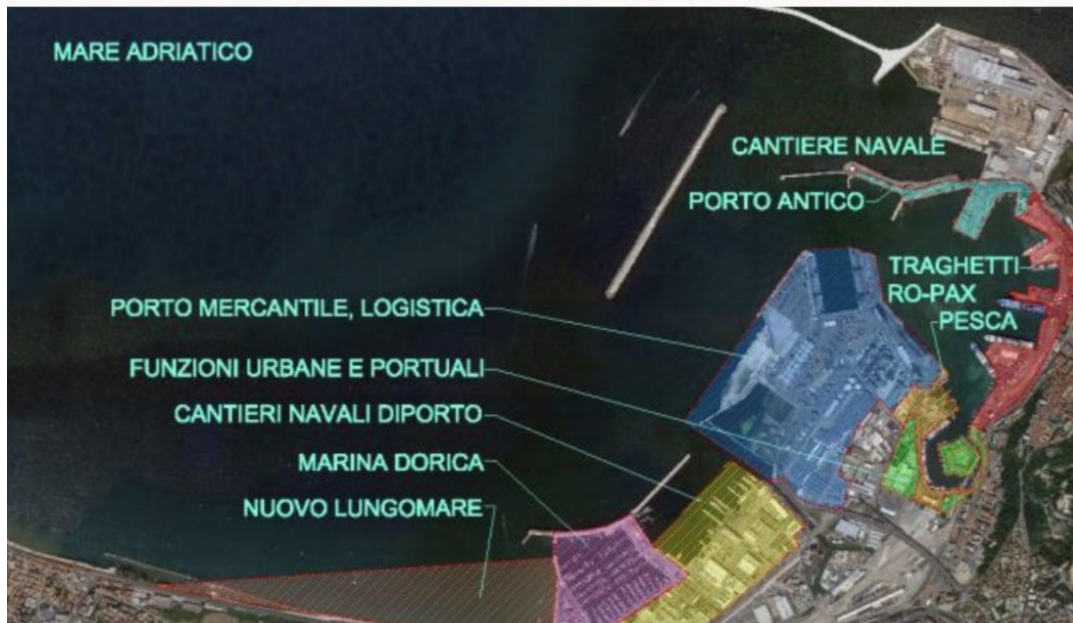 MARE ADRIATICO
CANTIERE NAVALE
PORTO ANTICO
TRAGHETTI
RO-PAX
PESCA
PORTO MERCANTILE, LOGISTICA
FUNZIONI URBANE E PORTUALI
CANTIERI NAVALI DIPORTO
MARINA DORICA
NUOVO LUNGOMARE